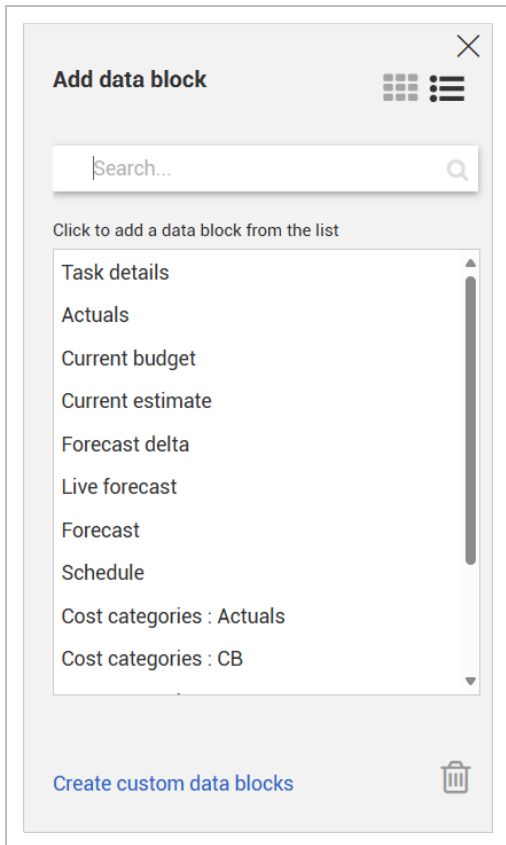 Add data block
Search...
Click to add a data block from the list
Task details
Actuals
Current budget
Current estimate
Forecast delta
Live forecast
Forecast
Schedule
Cost categories : Actuals
Cost categories : CB
Create custom data blocks